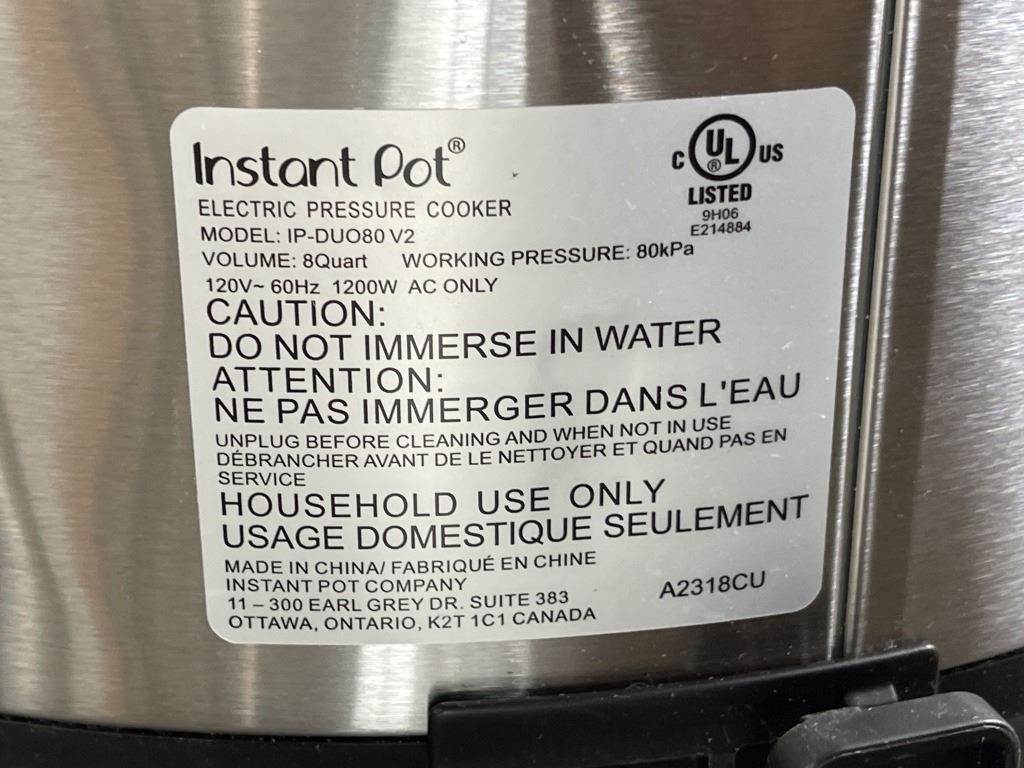 Instant Pot®
C UL® US
LISTED
9H06
E214884
ELECTRIC PRESSURE COOKER
MODEL: IP-DUO80 V2
VOLUME: 8Quart WORKING PRESSURE: 80kPa
120V~ 60Hz 1200W AC ONLY
CAUTION:
DO NOT IMMERSE IN WATER
ATTENTION:
NE PAS IMMERGER DANS L'EAU
UNPLUG BEFORE CLEANING AND WHEN NOT IN USE
DÉBRANCHER AVANT DE LE NETTOYER ET QUAND PAS EN
SERVICE
HOUSEHOLD USE ONLY
USAGE DOMESTIQUE SEULEMENT
MADE IN CHINA/ FABRIQUÉ EN CHINE
INSTANT POT COMPANY
11 – 300 EARL GREY DR. SUITE 383
OTTAWA, ONTARIO, K2T 1C1 CANADA
A2318CU